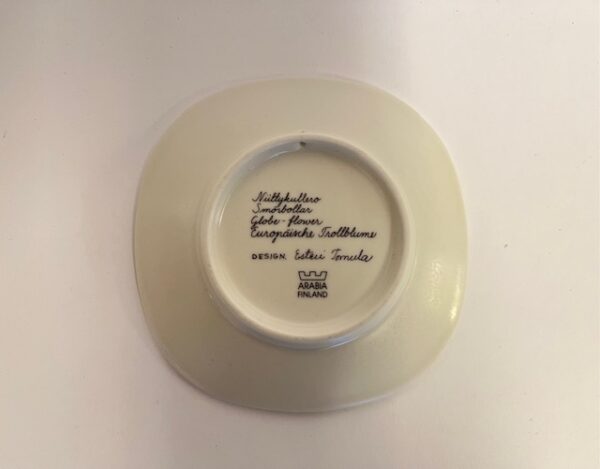 Niittykullero
Smörbollar
Globe-flower
Europäische Trollblume
DESIGN. Esteri Tomula
ARABIA
FINLAND